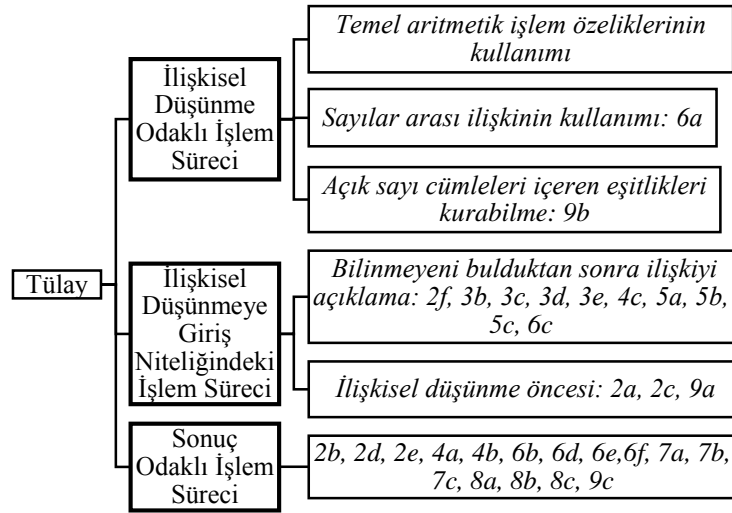 Tülay
İlişkisel
Düşünme
Odaklı İşlem
Süreci
Temel aritmetik işlem özeliklerinin
kullanımı
Sayılar arası ilişkinin kullanımı: 6a
Açık sayı cümleleri içeren eşitlikleri
kurabilme: 9b
İlişkisel
Düşünmeye
Giriş
Niteliğindeki
İşlem Süreci
Bilinmeyeni bulduktan sonra ilişkiyi
açıklama: 2f, 3b, 3c, 3d, 3e, 4c, 5a, 5b,
5c, 6c
İlişkisel düşünme öncesi: 2a, 2c, 9a
Sonuç
Odaklı İşlem
Süreci
2b, 2d, 2e, 4a, 4b, 6b, 6d, 6e,6f, 7a, 7b,
7c, 8a, 8b, 8c, 9c